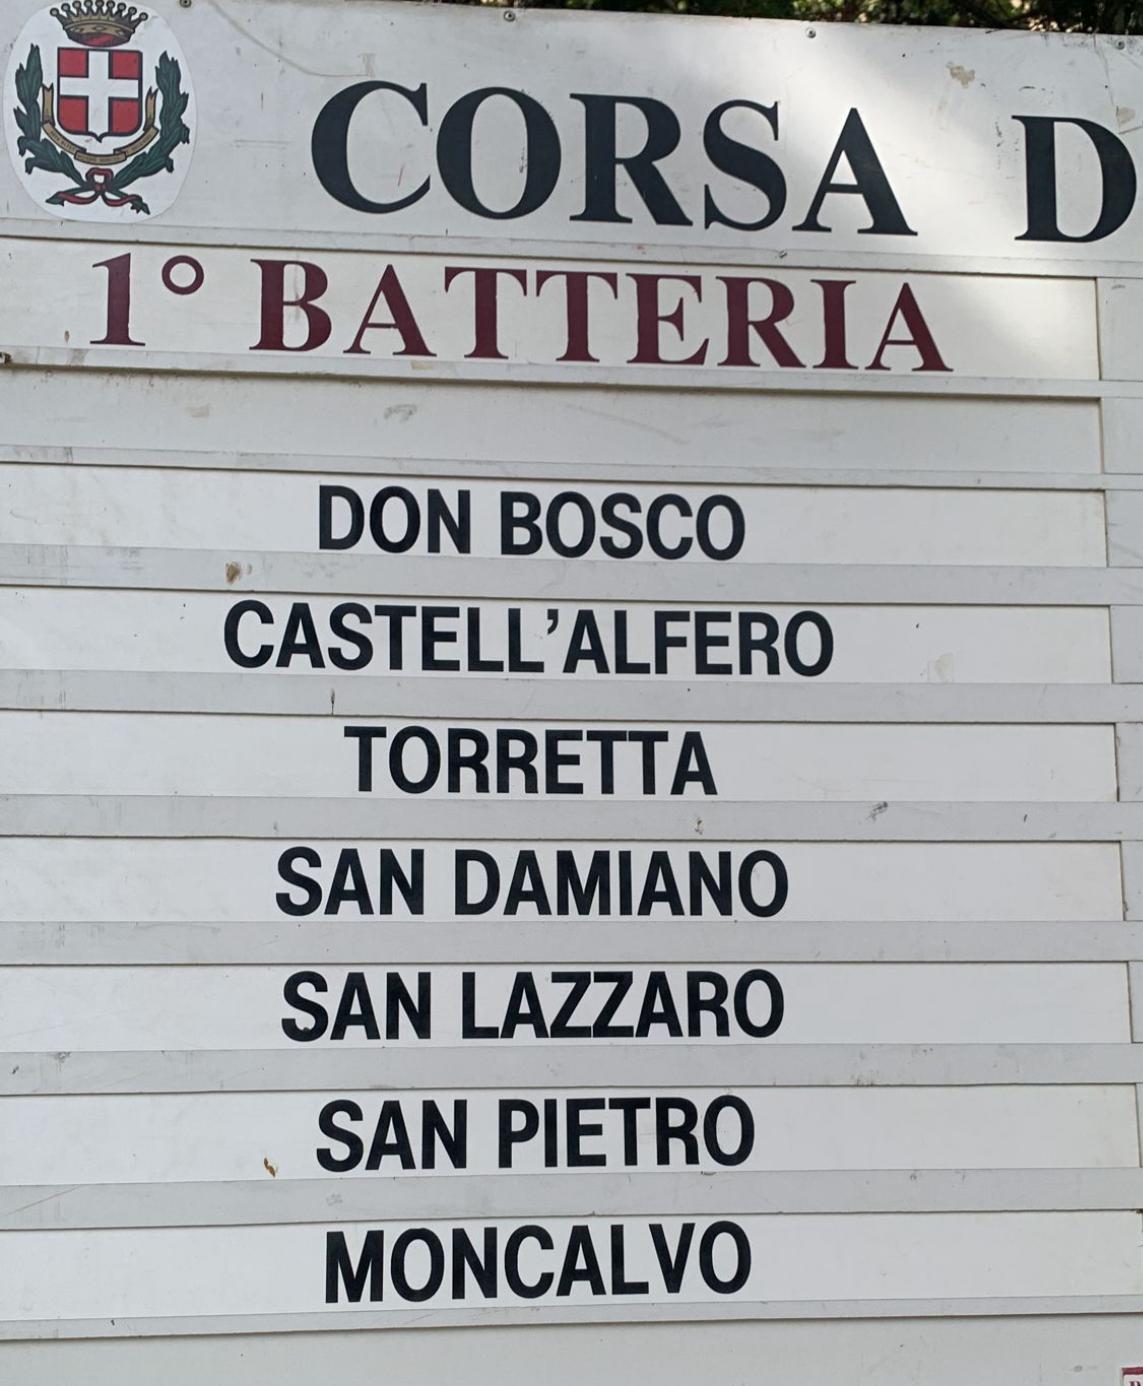 CORSA D
1° BATTERIA
DON BOSCO
CASTELL'ALFERO
TORRETTA
SAN DAMIANO
SAN LAZZARO
SAN PIETRO
MONCALVO